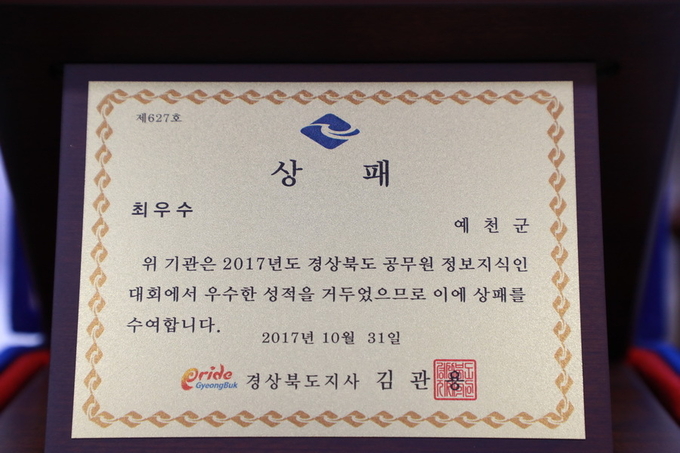 제627호
상 패
최우수
예 천 군
위 기관은 2017년도 경상북도 공무원 정보지식인
대회에서 우수한 성적을 거두었으므로 이에 상패를
수여합니다.
2017년 10월 31일
Pride
GyeongBuk
경상북도지사 김 관 용